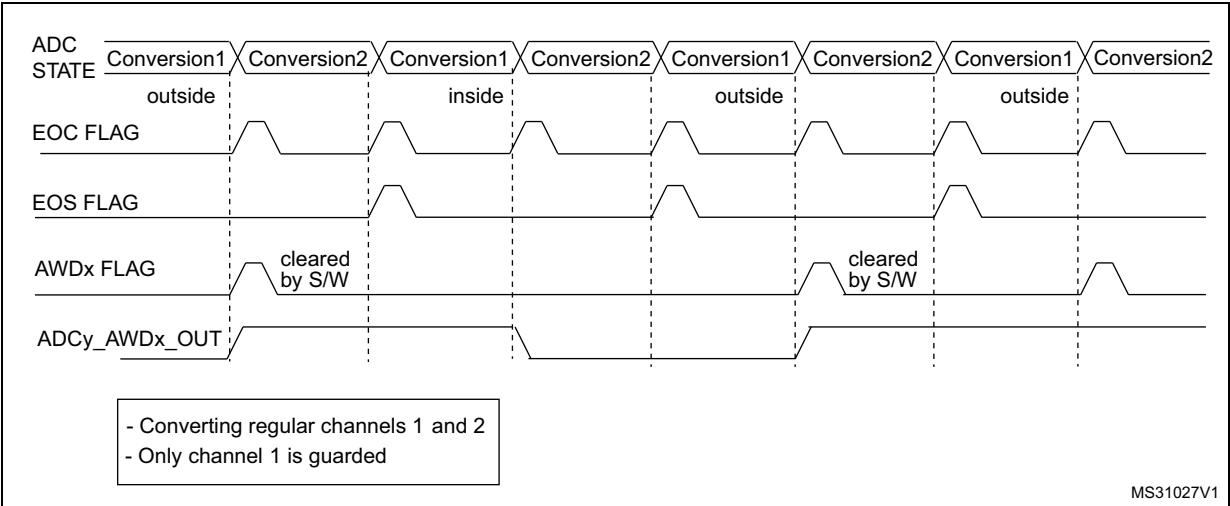 ADC
STATE
Conversion1 Conversion2 Conversion1 Conversion2 Conversion1 Conversion2 Conversion1 Conversion2
outside inside outside outside
EOC FLAG
EOS FLAG
AWDx FLAG
cleared
by S/W
cleared
by S/W
ADCy_AWDx_OUT
- Converting regular channels 1 and 2
- Only channel 1 is guarded
MS31027V1